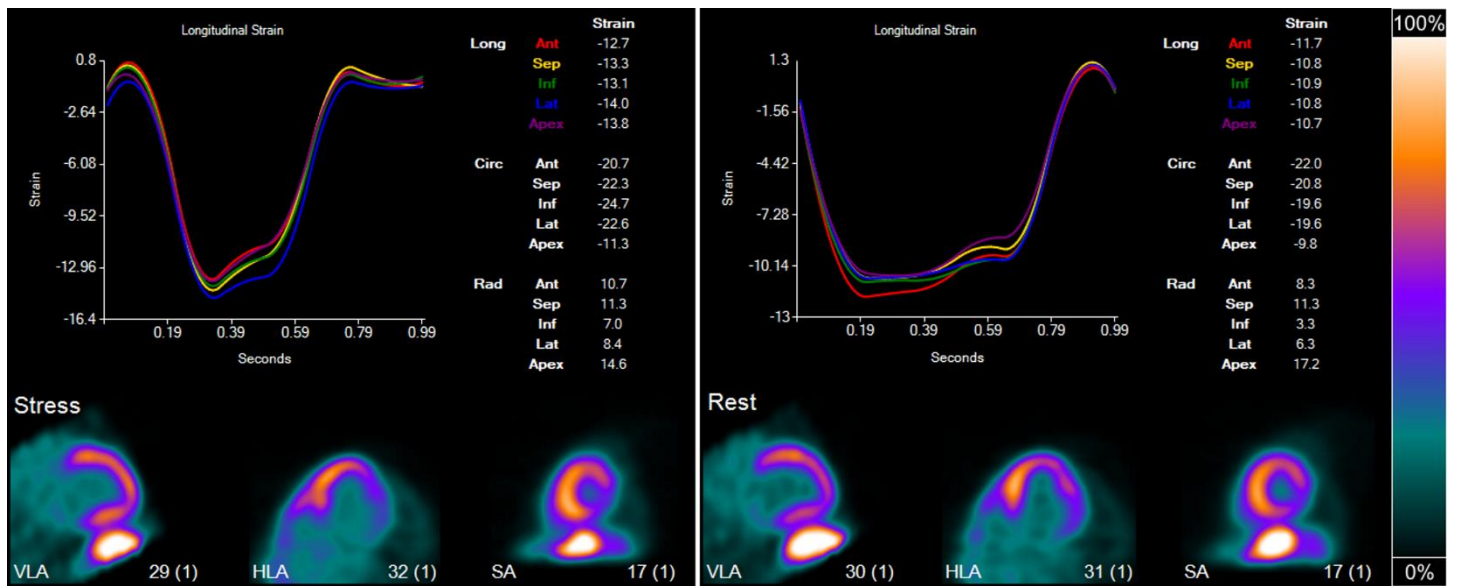 Longitudinal Strain
Strain
Long Ant -12.7
Sep -13.3
Inf -13.1
Lat -14.0
Apex -13.8
Circ Ant -20.7
Sep -22.3
Inf -24.7
Lat -22.6
Apex -11.3
Rad Ant 10.7
Sep 11.3
Inf 7.0
Lat 8.4
Apex 14.6
0.8
-2.64
-6.08
-9.52
-12.96
-16.4
Strain
0.19 0.39 0.59 0.79 0.99
Seconds
Stress
VLA 29 (1) HLA 32 (1) SA 17 (1)
Longitudinal Strain
Strain
Long Ant -11.7
Sep -10.8
Inf -10.9
Lat -10.8
Apex -10.7
Circ Ant -22.0
Sep -20.8
Inf -19.6
Lat -19.6
Apex -9.8
Rad Ant 8.3
Sep 11.3
Inf 3.3
Lat 6.3
Apex 17.2
1.3
-1.56
-4.42
-7.28
-10.14
-13
Strain
0.19 0.39 0.59 0.79 0.99
Seconds
Rest
VLA 30 (1) HLA 31 (1) SA 17 (1)
100%
0%